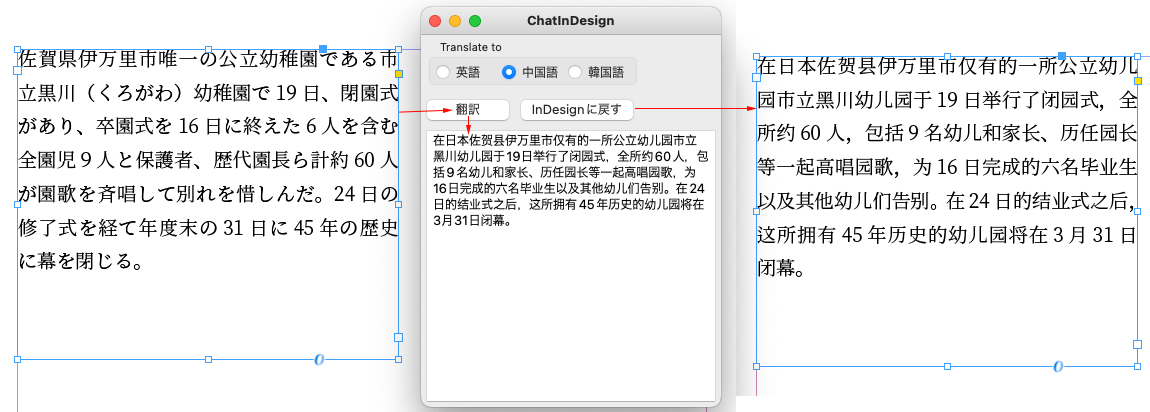 佐賀県伊万里市唯一の公立幼稚園である市
立黒川（くろがわ）幼稚園で 19 日、閉園式
があり、卒園式を 16 日に終えた 6 人を含む
全園児 9 人と保護者、歴代園長ら計約 60 人
が園歌を斉唱して別れを惜しんだ。24 日の
修了式を経て年度末の 31 日に 45 年の歴史
に幕を閉じる。
ChatInDesign
Translate to
英語 中国語 韓国語
翻訳 InDesignに戻す
在日本佐贺县伊万里市仅有的一所公立幼儿园市立
黑川幼儿园于19日举行了闭园式，全所约60人，包
括9名幼儿和家长、历任园长等一起高唱园歌，为
16日完成的六名毕业生以及其他幼儿们告别。在24
日的结业式之后，这所拥有45年历史的幼儿园将在
3月31日闭幕。
在日本佐贺县伊万里市仅有的一所公立幼儿
园市立黑川幼儿园于 19 日举行了闭园式，全
所约 60 人，包括 9 名幼儿和家长、历任园长
等一起高唱园歌，为 16 日完成的六名毕业生
以及其他幼儿们告别。在 24 日的结业式之后，
这所拥有 45 年历史的幼儿园将在 3 月 31 日
闭幕。